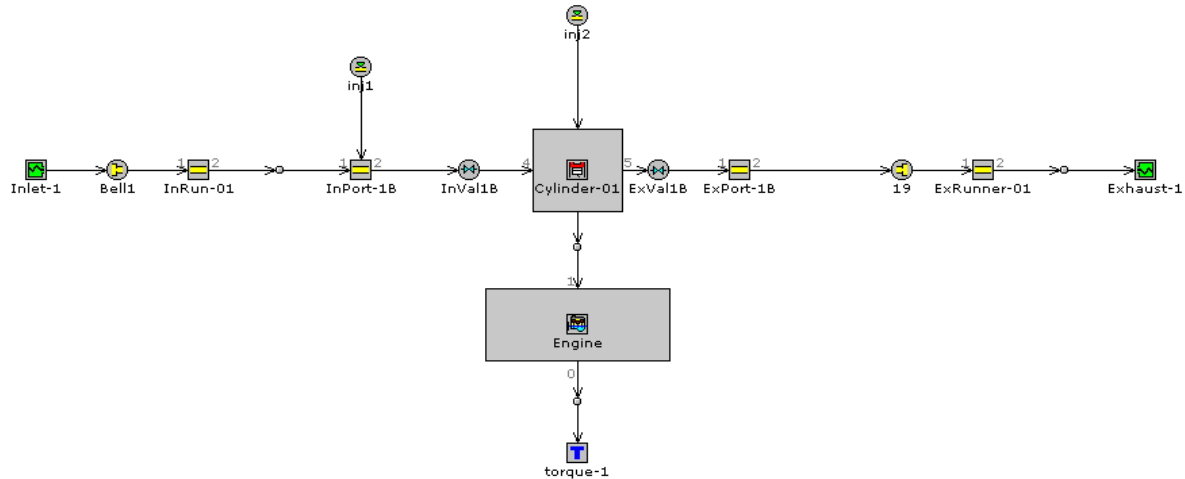 inj2
inj1
1 2 1 2 4 5 1 2 1 2
Inlet-1 Bell1 InRun-01 InPort-1B InVal1B Cylinder-01 ExVal1B ExPort-1B 19 ExRunner-01 Exhaust-1
1
Engine
0
T
torque-1